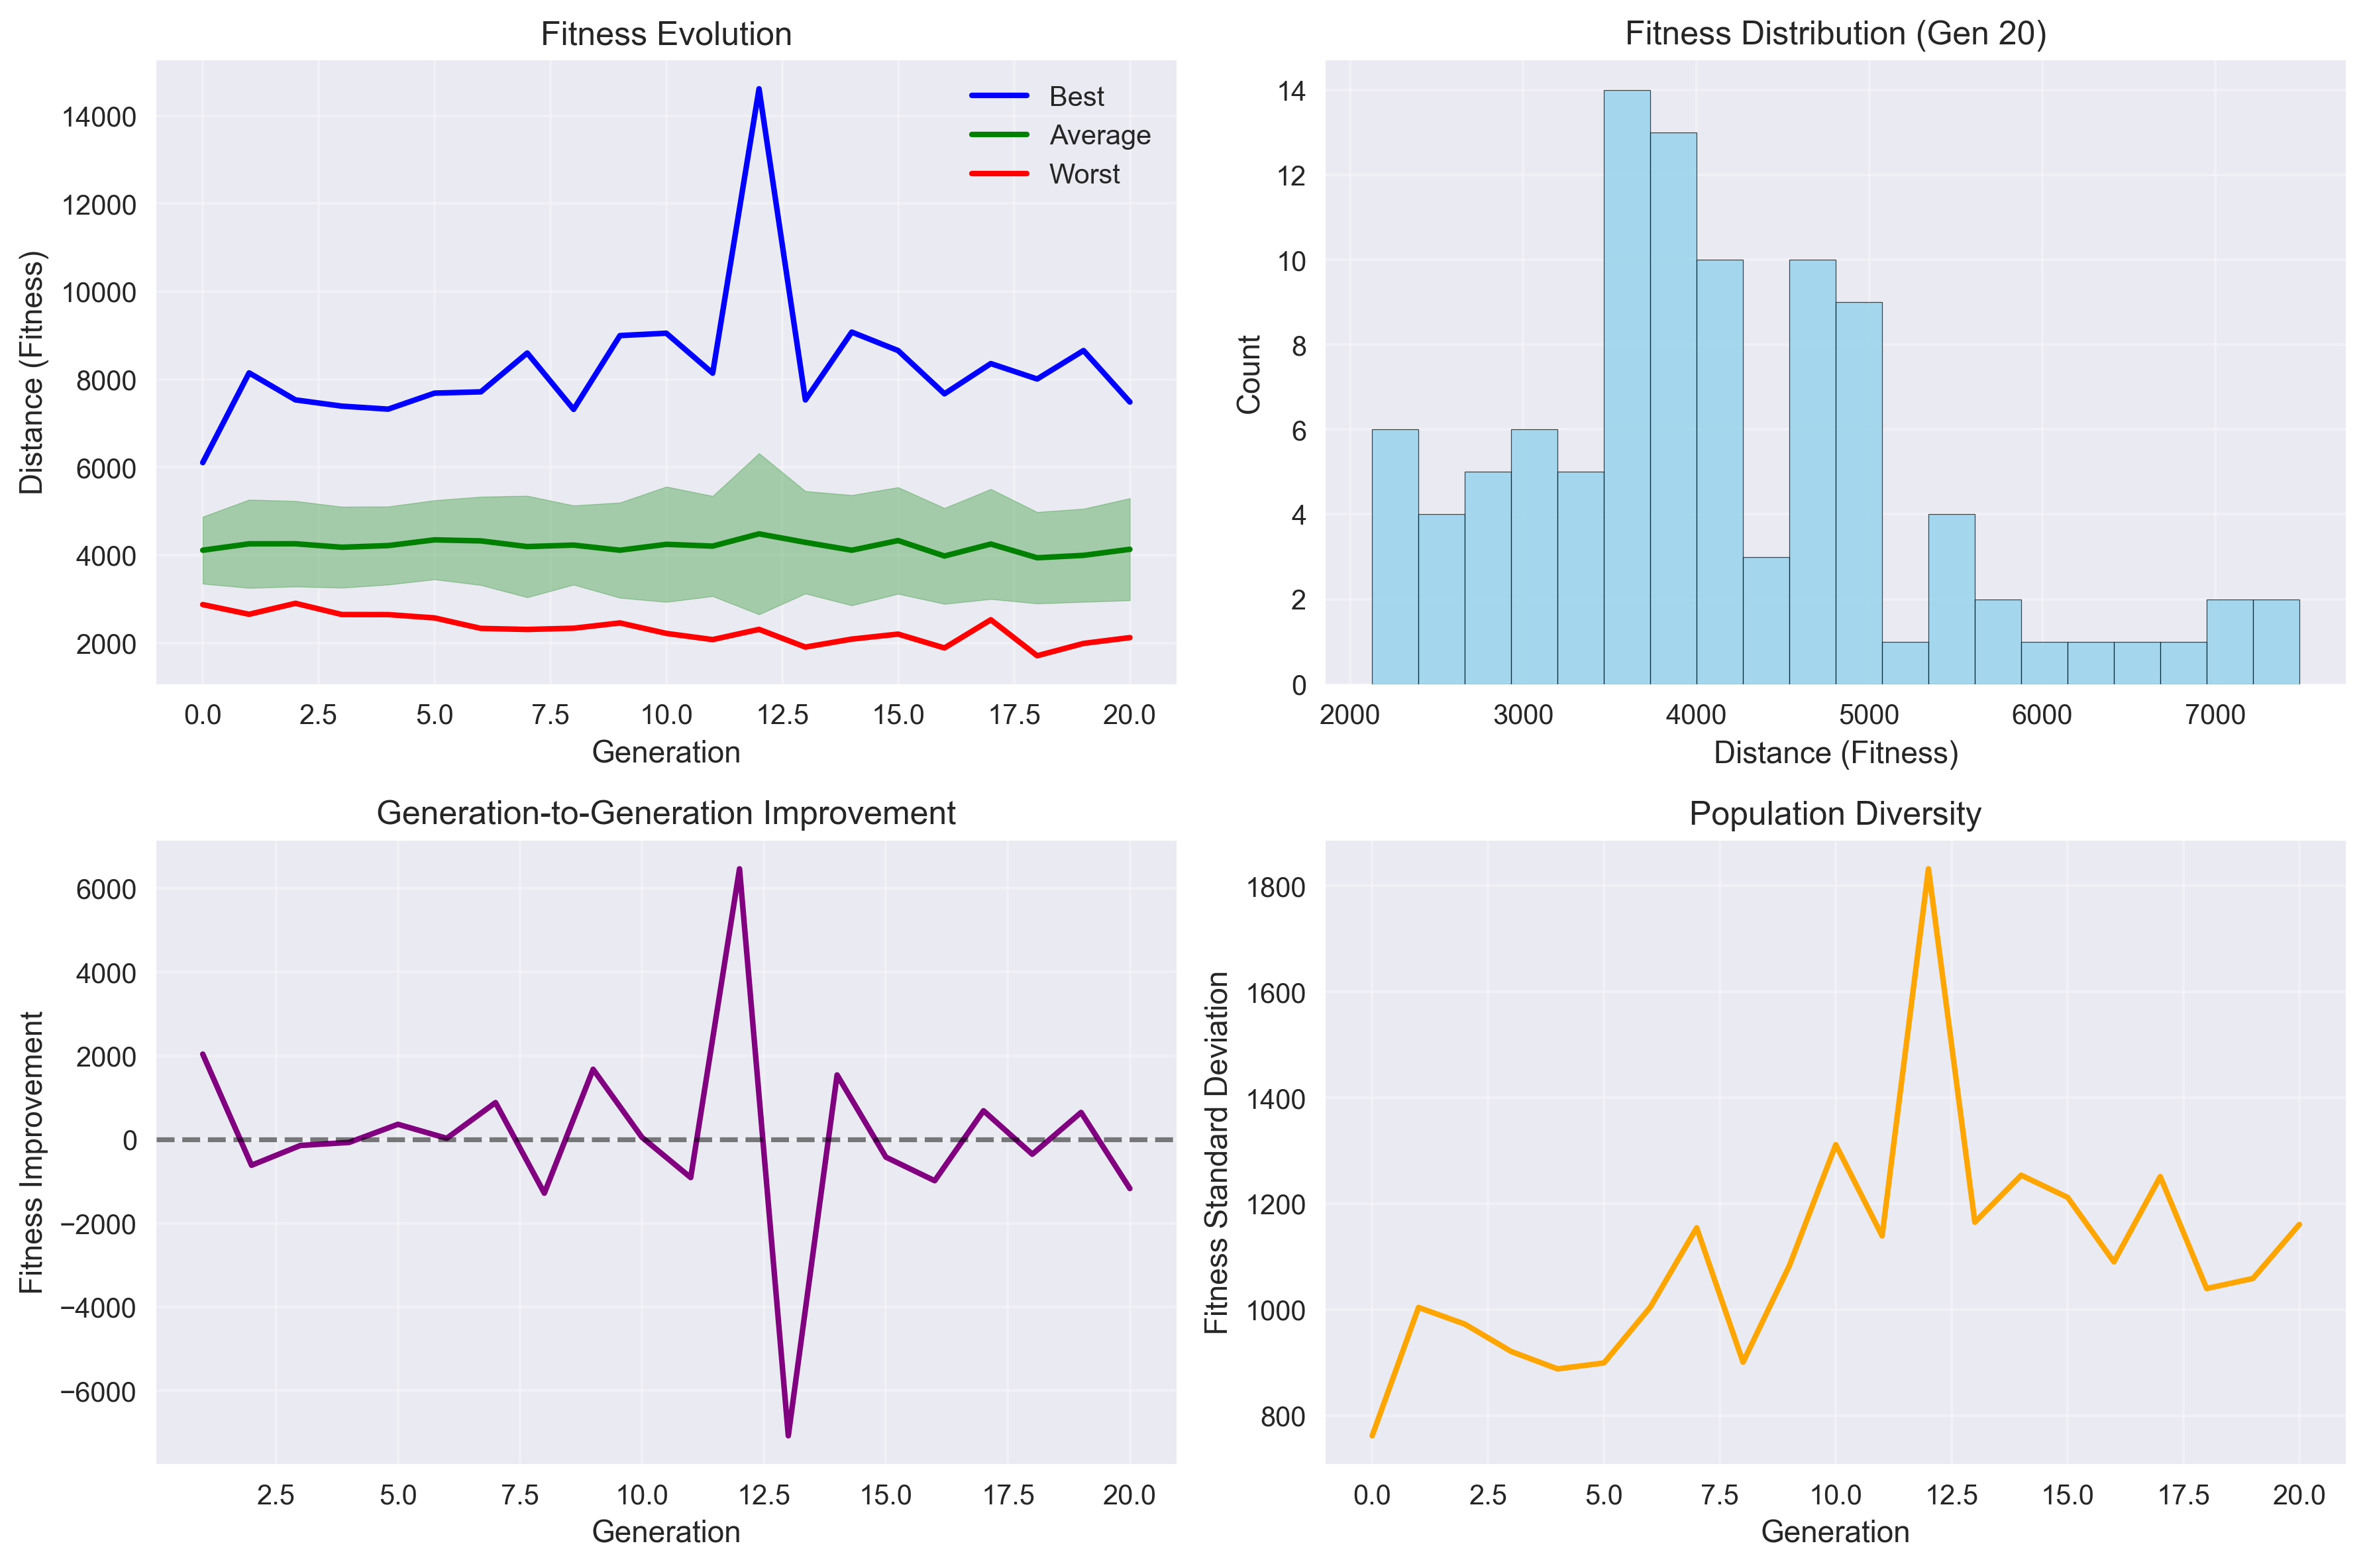 Fitness Evolution
Distance (Fitness)
14000
12000
10000
8000
6000
4000
2000
Best
Average
Worst
0.0 2.5 5.0 7.5 10.0 12.5 15.0 17.5 20.0
Generation
Fitness Distribution (Gen 20)
Count
14
12
10
8
6
4
2
0
2000 3000 4000 5000 6000 7000
Distance (Fitness)
Generation-to-Generation Improvement
Fitness Improvement
6000
4000
2000
0
−2000
−4000
−6000
2.5 5.0 7.5 10.0 12.5 15.0 17.5 20.0
Generation
Population Diversity
Fitness Standard Deviation
1800
1600
1400
1200
1000
800
0.0 2.5 5.0 7.5 10.0 12.5 15.0 17.5 20.0
Generation